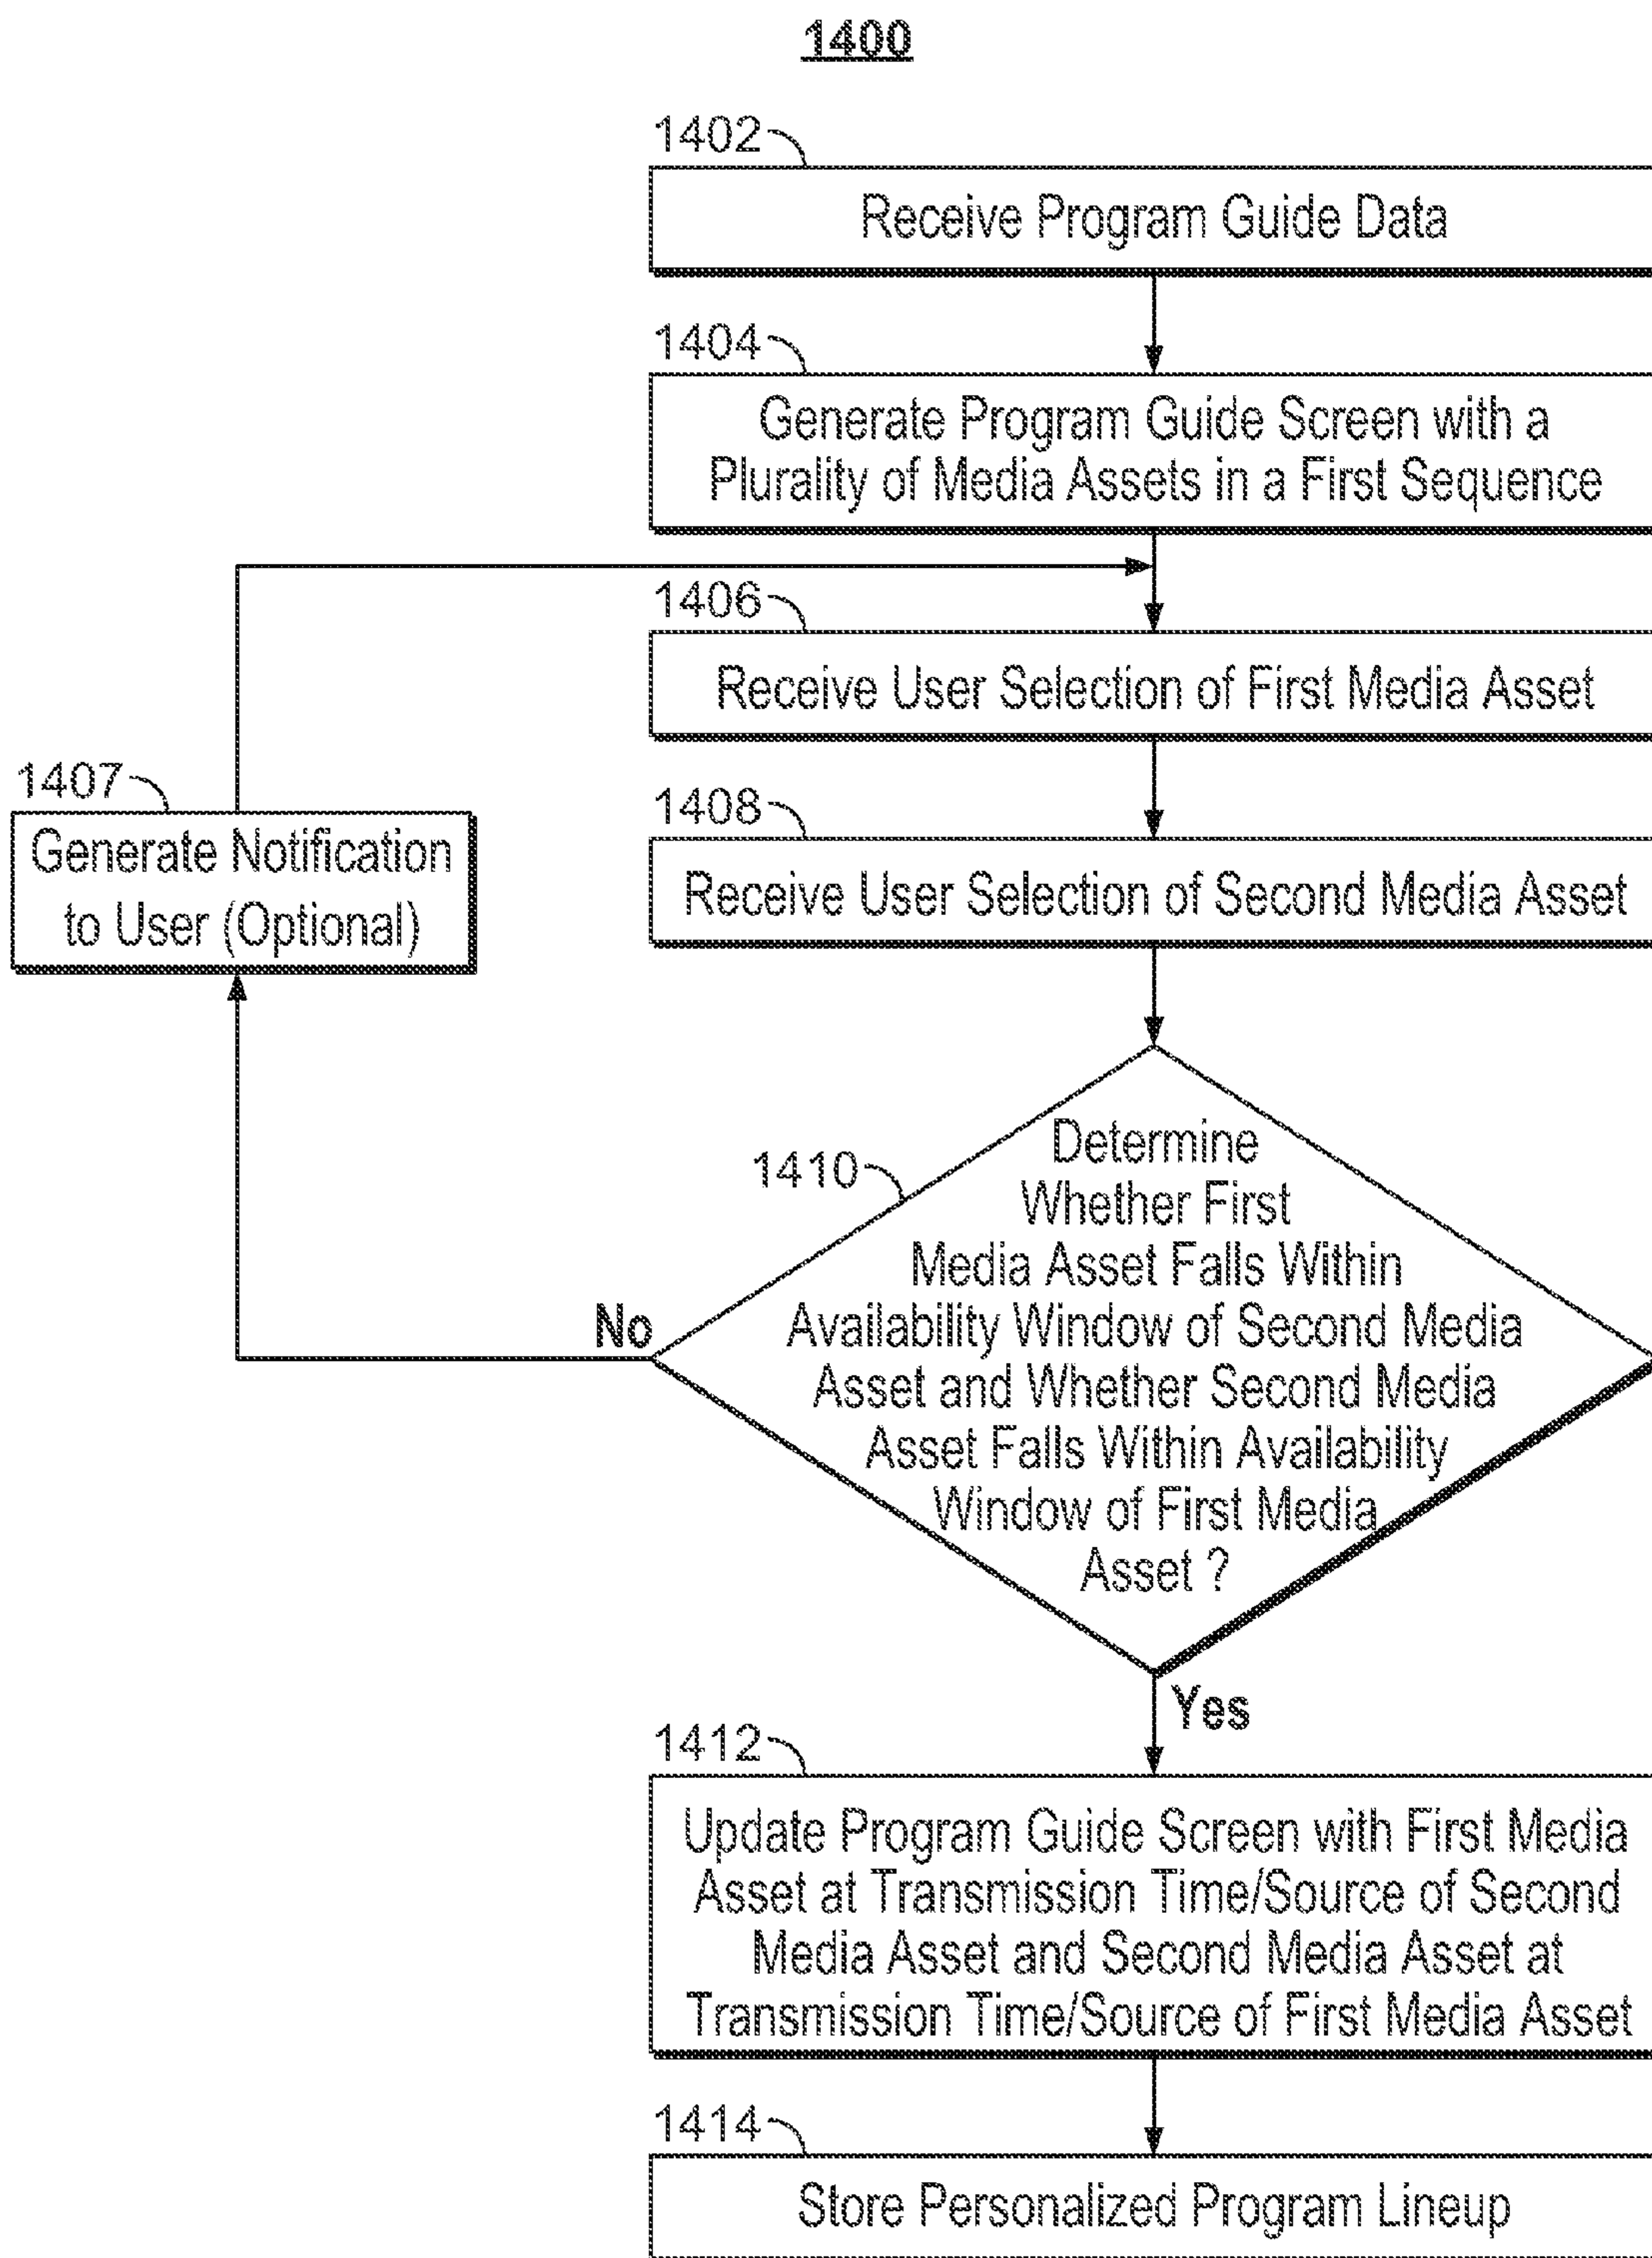 1400
1402
Receive Program Guide Data
1404
Generate Program Guide Screen with a
Plurality of Media Assets in a First Sequence
1406
Receive User Selection of First Media Asset
1407
Generate Notification
to User (Optional)
1408
Receive User Selection of Second Media Asset
1410
Determine
Whether First
Media Asset Falls Within
Availability Window of Second Media
Asset and Whether Second Media
Asset Falls Within Availability
Window of First Media
Asset ?
No
Yes
1412
Update Program Guide Screen with First Media
Asset at Transmission Time/Source of Second
Media Asset and Second Media Asset at
Transmission Time/Source of First Media Asset
1414
Store Personalized Program Lineup